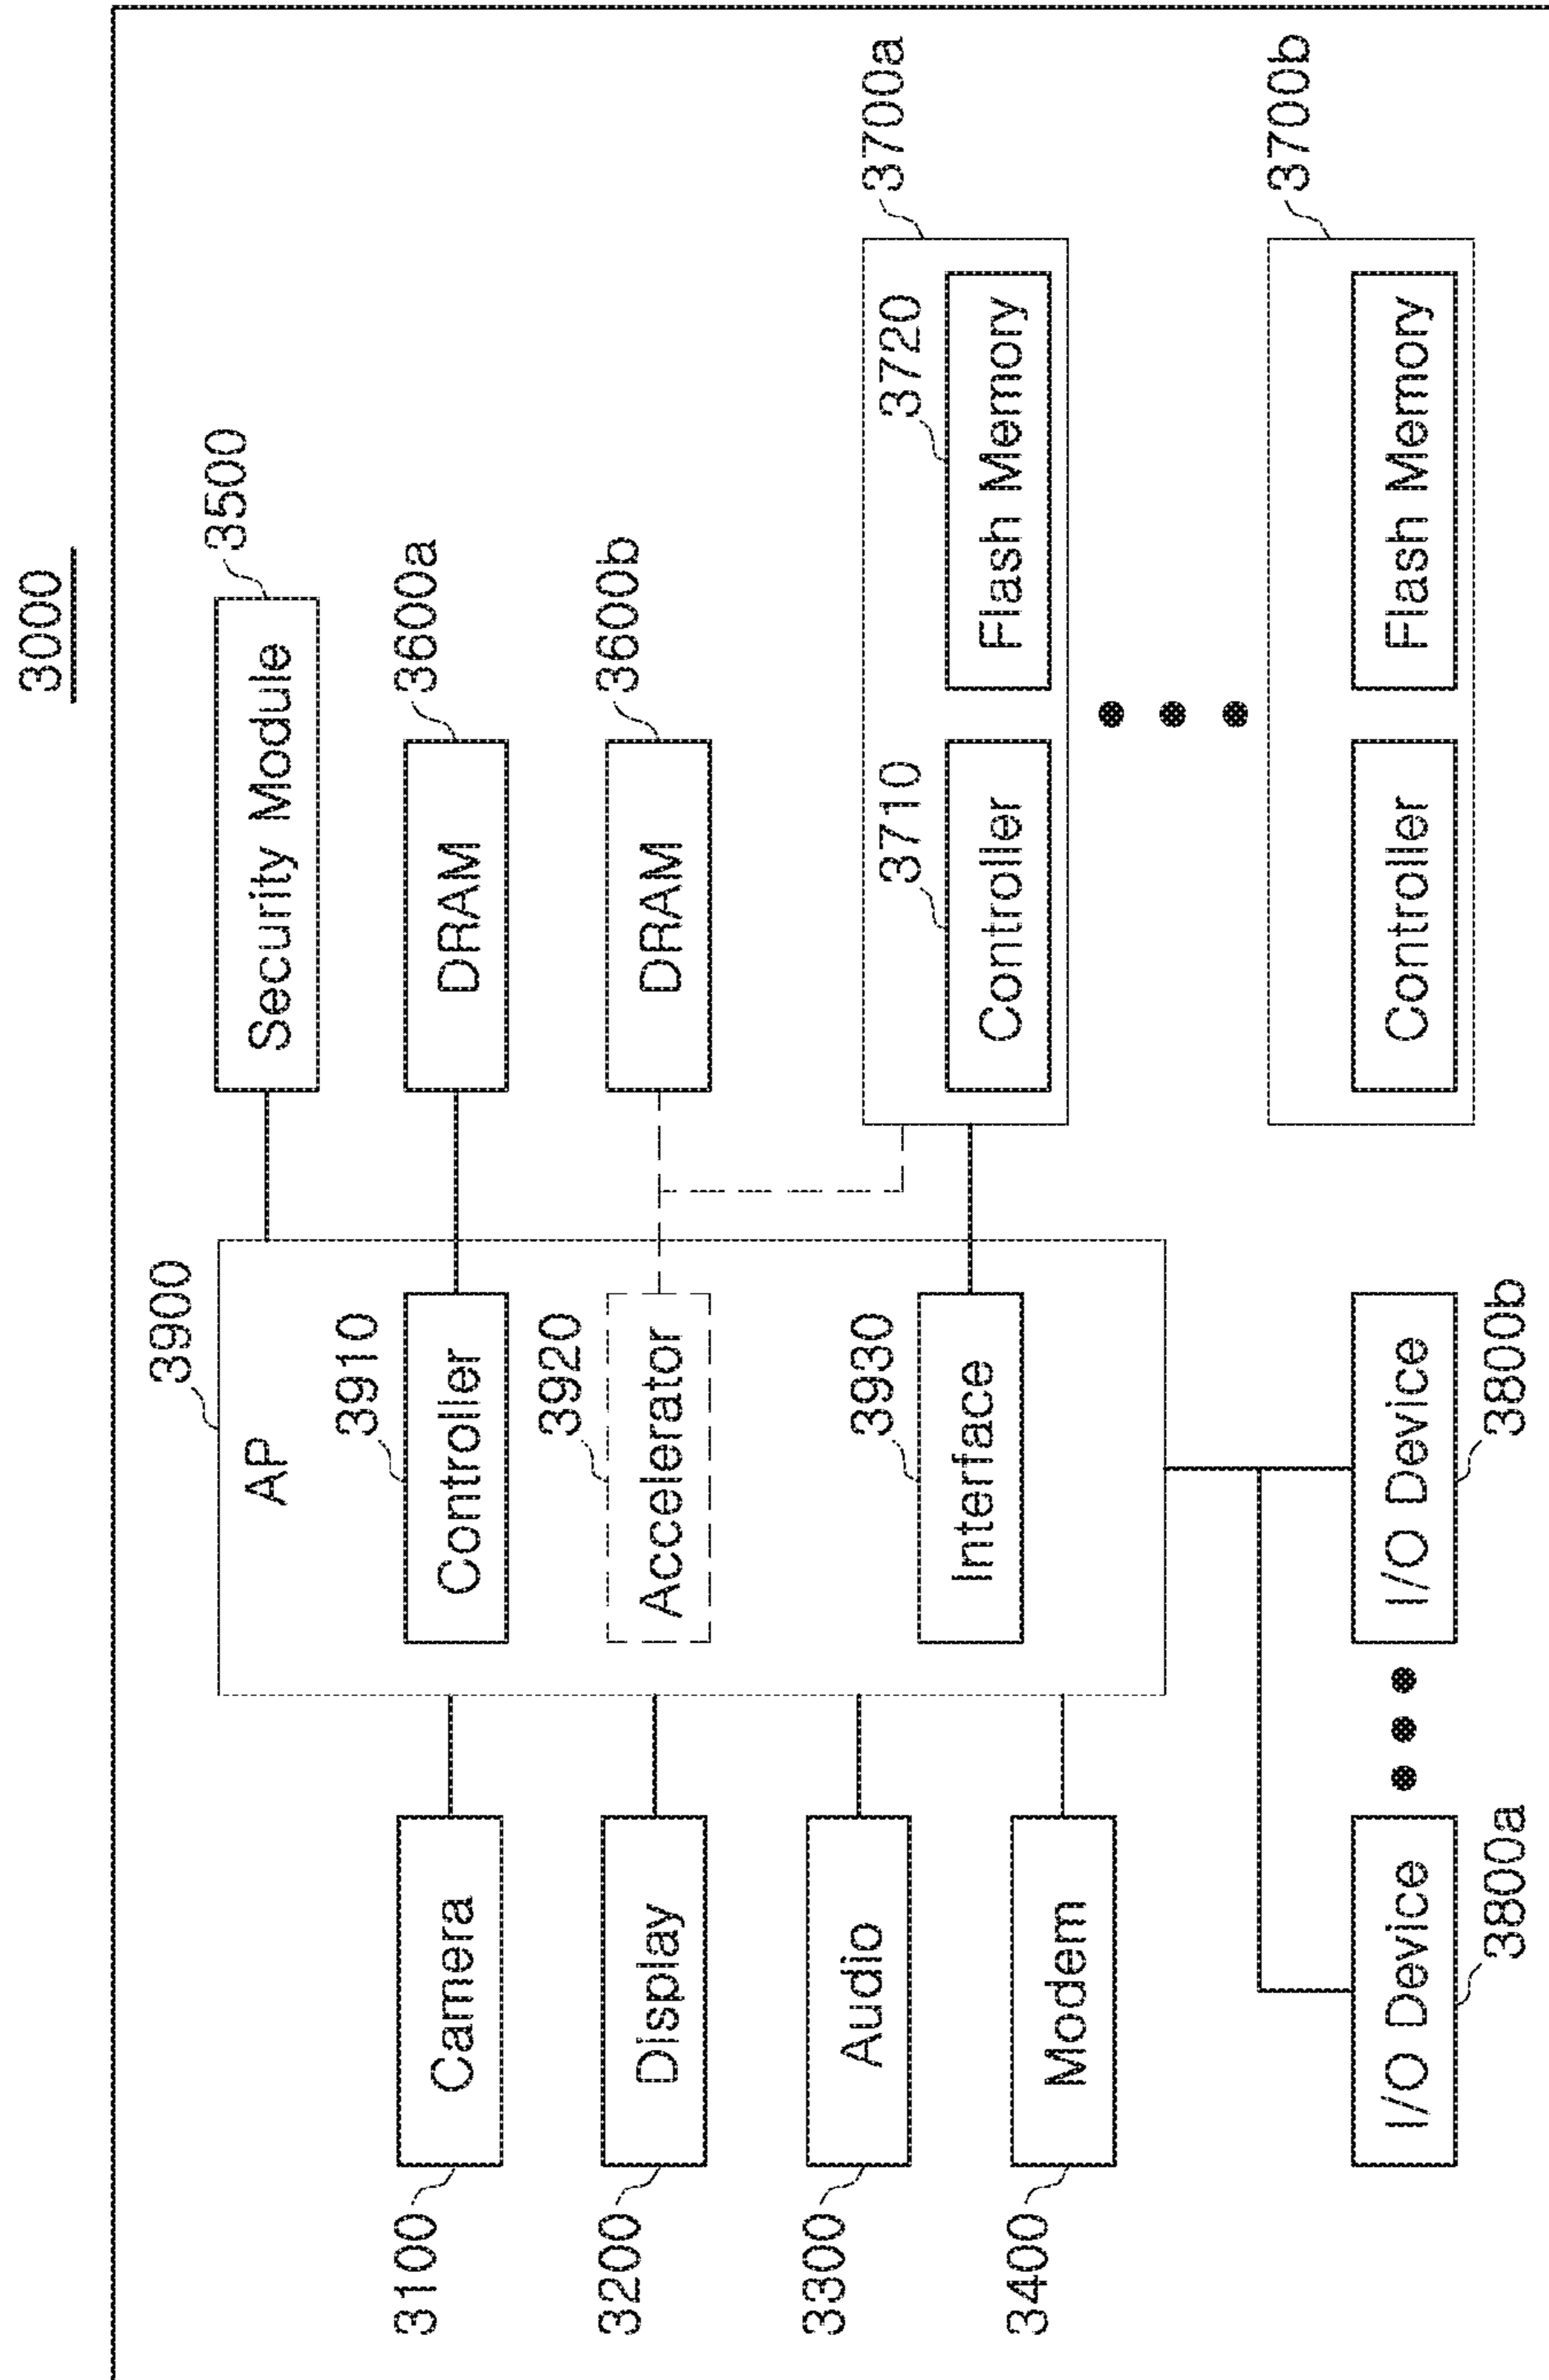 3000
3900
AP
3500
Security Module
3100
Camera
3910
Controller
DRAM
3600a
3200
Display
3920
Accelerator
DRAM
3600b
3300
Audio
3930
Interface
3710
Controller
3720
Flash Memory
3700a
3400
Modem
I/O Device
3800a
I/O Device
3800b
Controller
Flash Memory
3700b